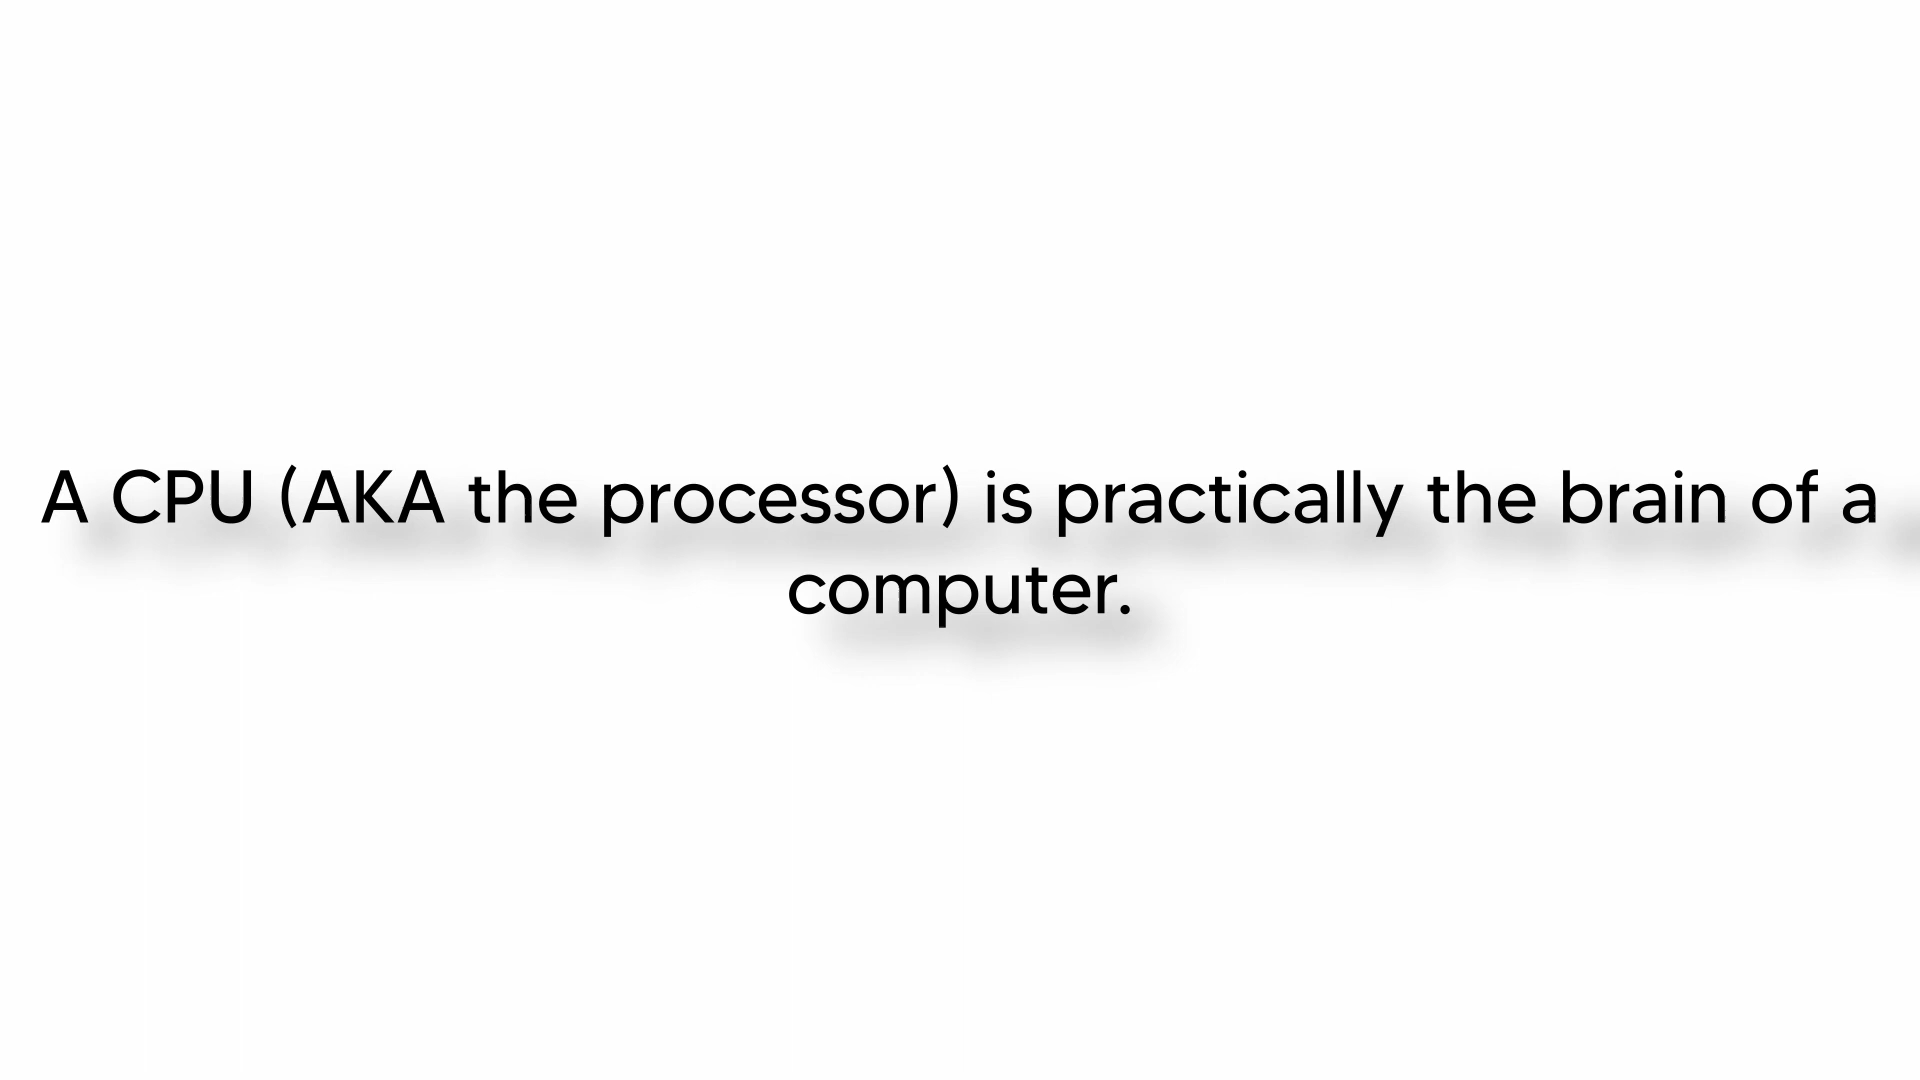 A CPU (AKA the processor) is practically the brain of a
computer.